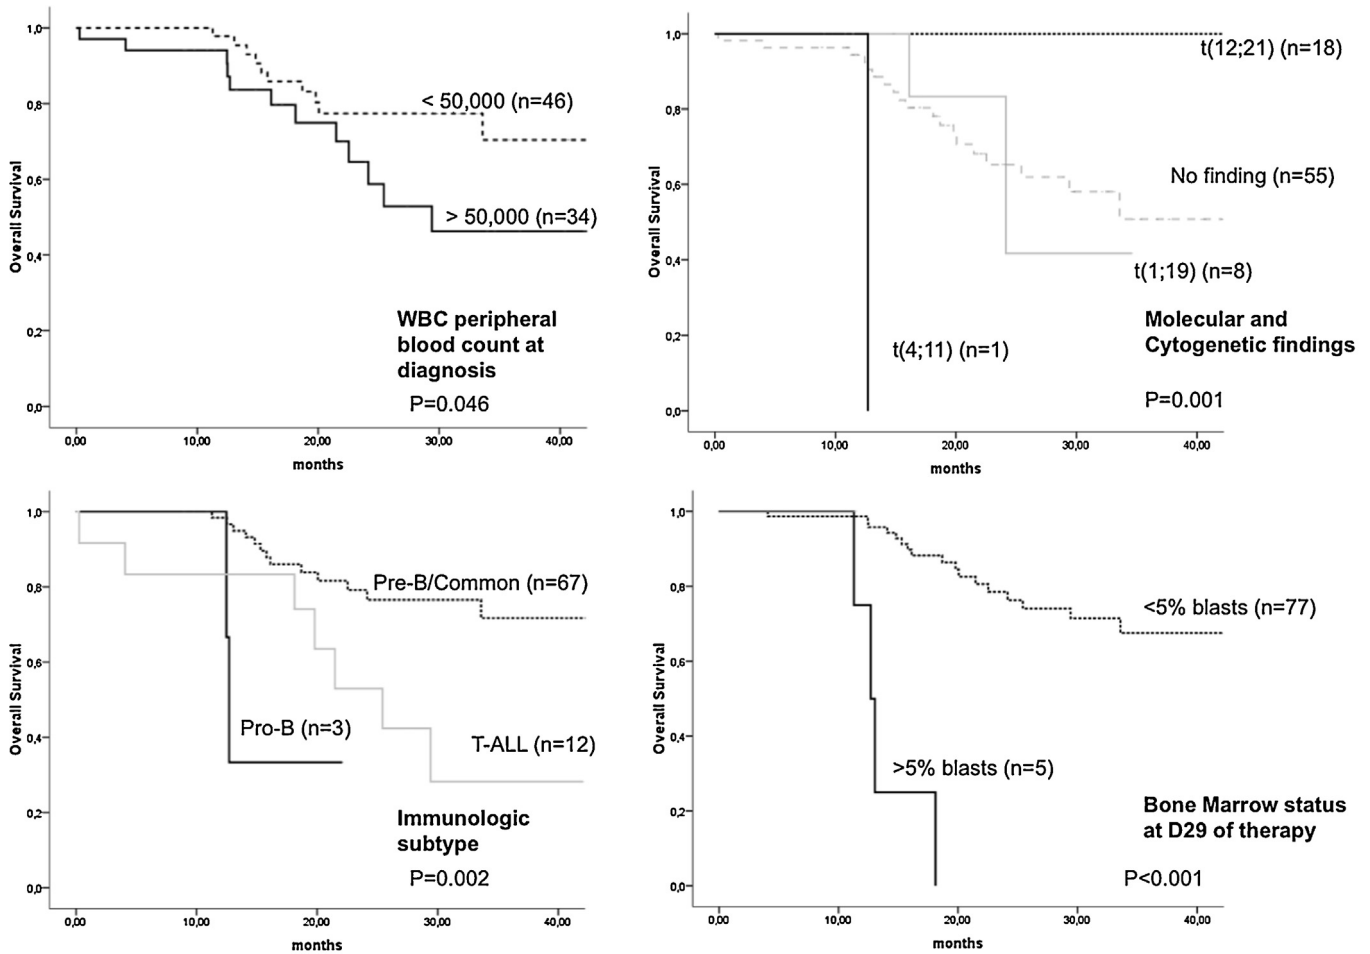 1,0
0,8
0,6
0,4
0,2
0,0
Overall Survival
< 50,000 (n=46)
> 50,000 (n=34)
WBC peripheral
blood count at
diagnosis
P=0.046
0,00 10,00 20,00 30,00 40,00
months
1,0
0,8
0,6
0,4
0,2
0,0
Overall Survival
t(12;21) (n=18)
No finding (n=55)
t(1;19) (n=8)
t(4;11) (n=1)
Molecular and
Cytogenetic findings
P=0.001
0,00 10,00 20,00 30,00 40,00
months
1,0
0,8
0,6
0,4
0,2
0,0
Overall Survival
Pre-B/Common (n=67)
Pro-B (n=3)
T-ALL (n=12)
Immunologic
subtype
P=0.002
0,00 10,00 20,00 30,00 40,00
months
1,0
0,8
0,6
0,4
0,2
0,0
Overall Survival
<5% blasts (n=77)
>5% blasts (n=5)
Bone Marrow status
at D29 of therapy
P<0.001
0,00 10,00 20,00 30,00 40,00
months